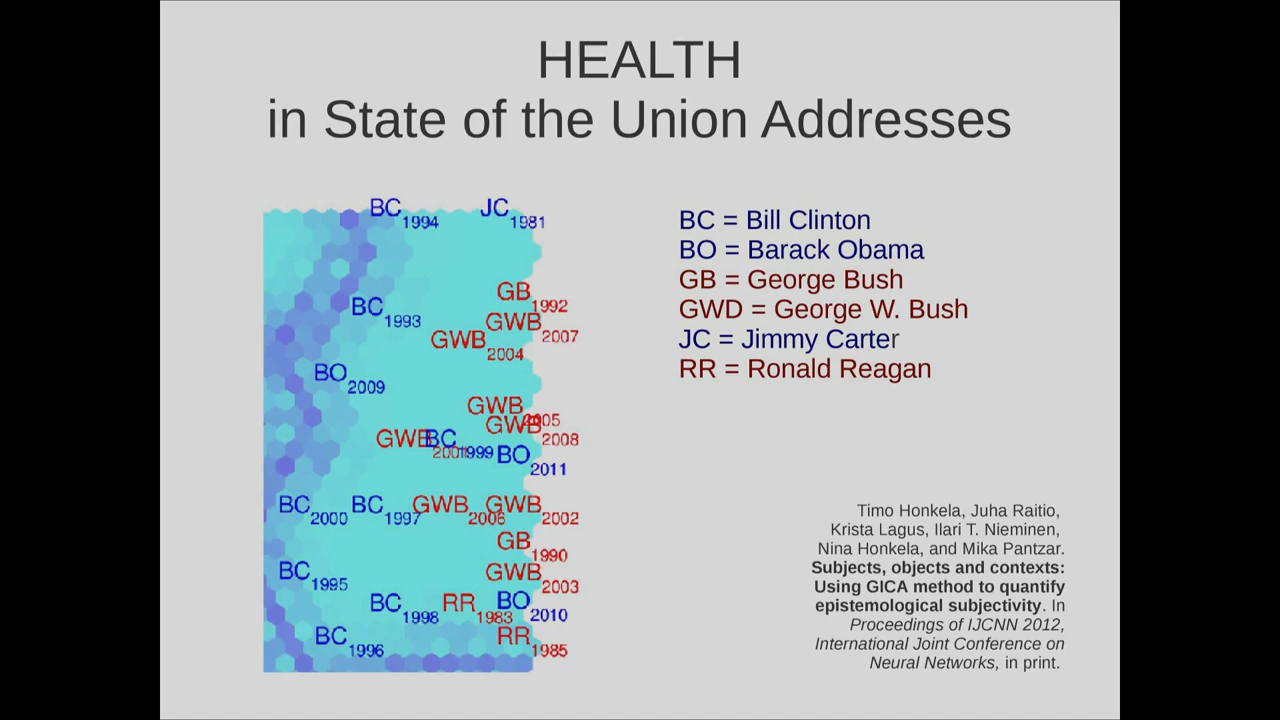 HEALTH
in State of the Union Addresses
BC 1994
JC 1981
GB 1992
BC 1993
GWB 2007
GWB 2004
BO 2009
GWB 2005
GWB 2008
GWB 2001
BC 1999
BO 2011
BC 2000
BC 1997
GWB 2006
GWB 2002
GB 1990
BC 1995
GWB 2003
BC 1998
RR 1983
BO 2010
BC 1996
RR 1985
BC = Bill Clinton
BO = Barack Obama
GB = George Bush
GWD = George W. Bush
JC = Jimmy Carter
RR = Ronald Reagan
Timo Honkela, Juha Raitio,
Krista Lagus, Ilari T. Nieminen,
Nina Honkela, and Mika Pantzar.
Subjects, objects and contexts:
Using GICA method to quantify
epistemological subjectivity. In
Proceedings of IJCNN 2012,
International Joint Conference on
Neural Networks, in print.